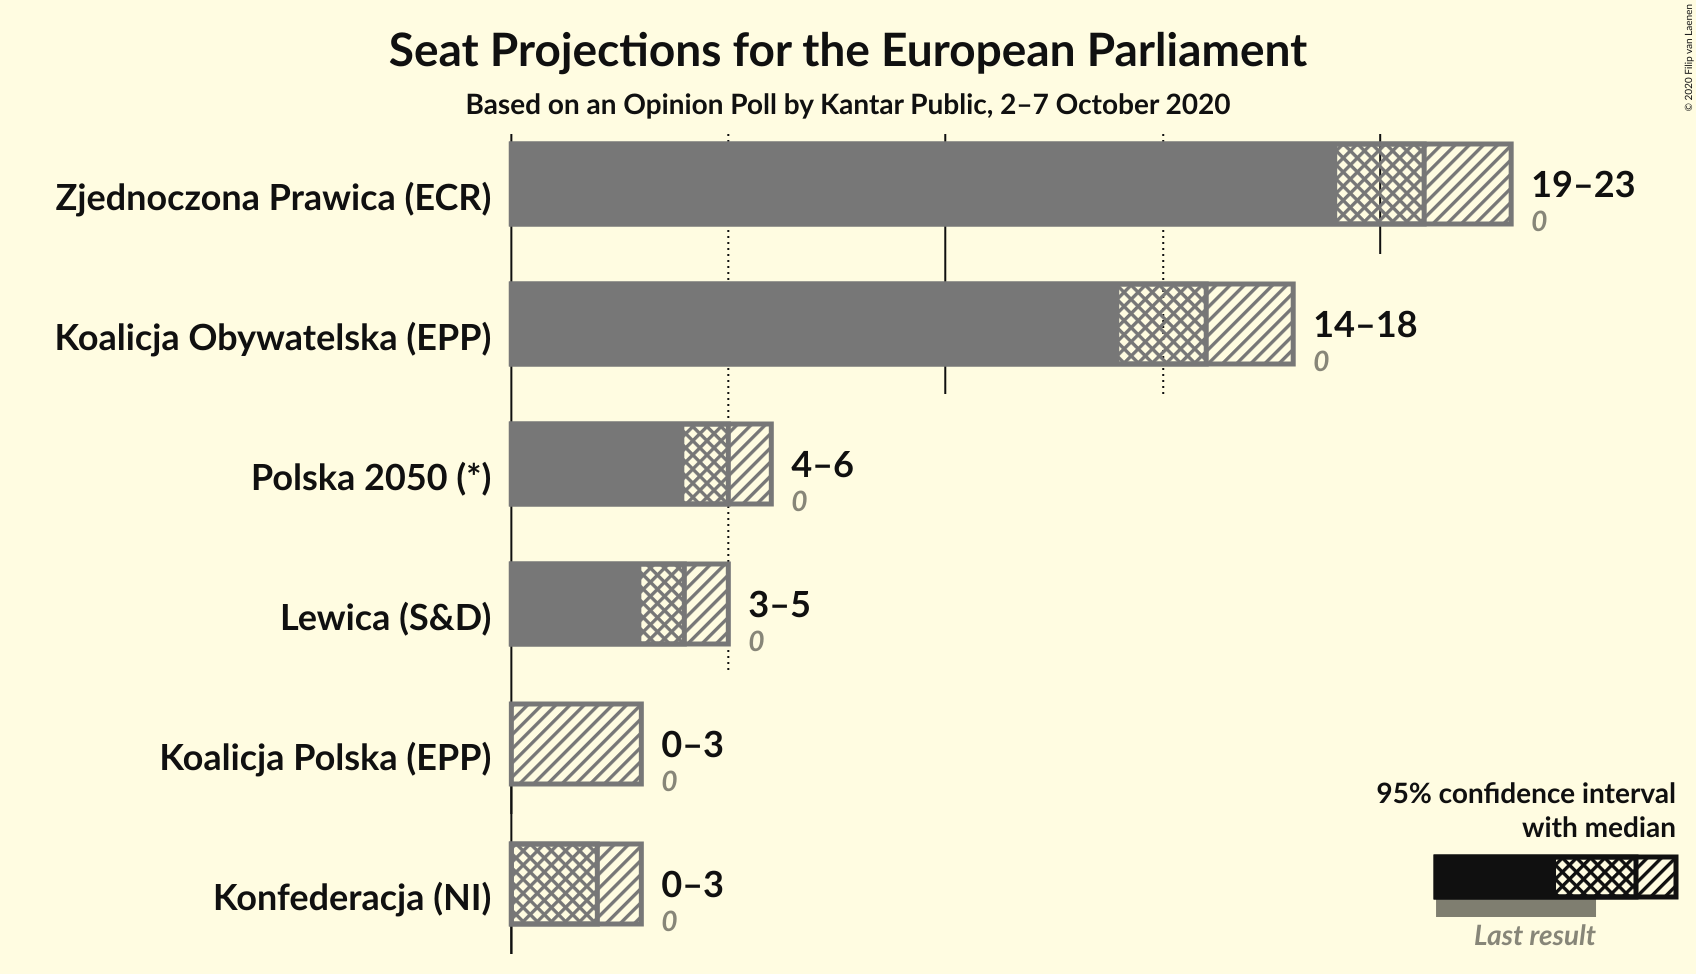 Seat Projections for the European Parliament
Based on an Opinion Poll by Kantar Public, 2–7 October 2020
© 2020 Filip van Laenen
Zjednoczona Prawica (ECR)
19–23
0
Koalicja Obywatelska (EPP)
14–18
0
Polska 2050 (*)
4–6
0
Lewica (S&D)
3–5
0
Koalicja Polska (EPP)
0–3
0
Konfederacja (NI)
0–3
0
95% confidence interval
with median
Last result